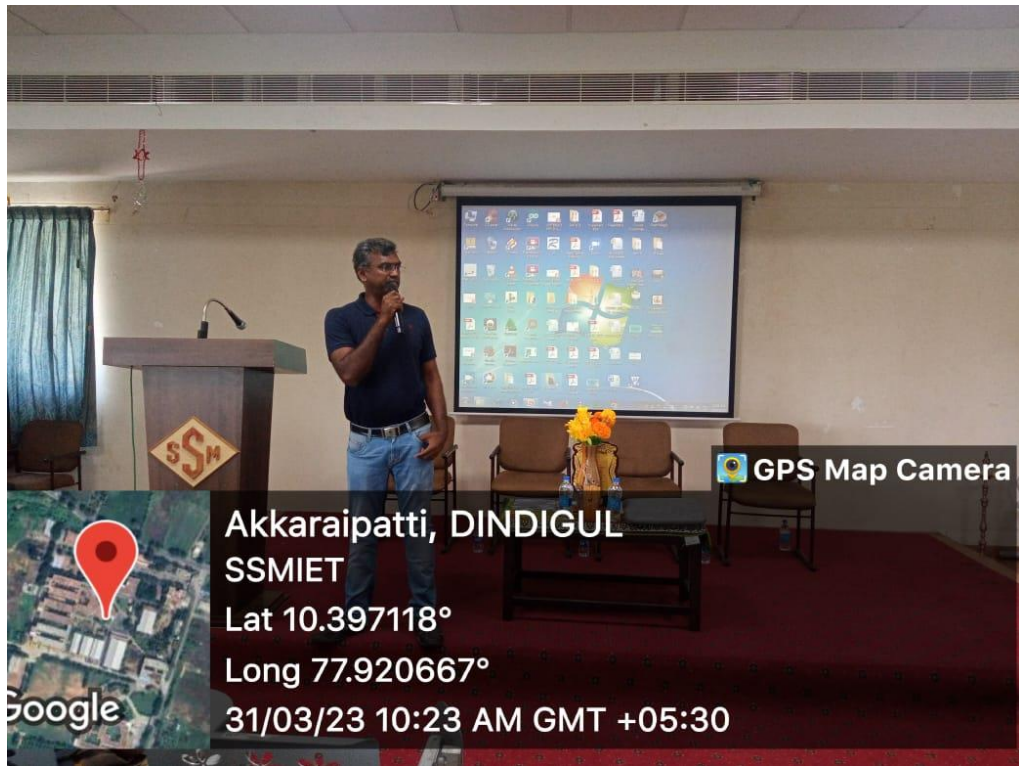 SSM
GPS Map Camera
Akkaraipatti, DINDIGUL
SSMIET
Lat 10.397118°
Long 77.920667°
31/03/23 10:23 AM GMT +05:30
Google